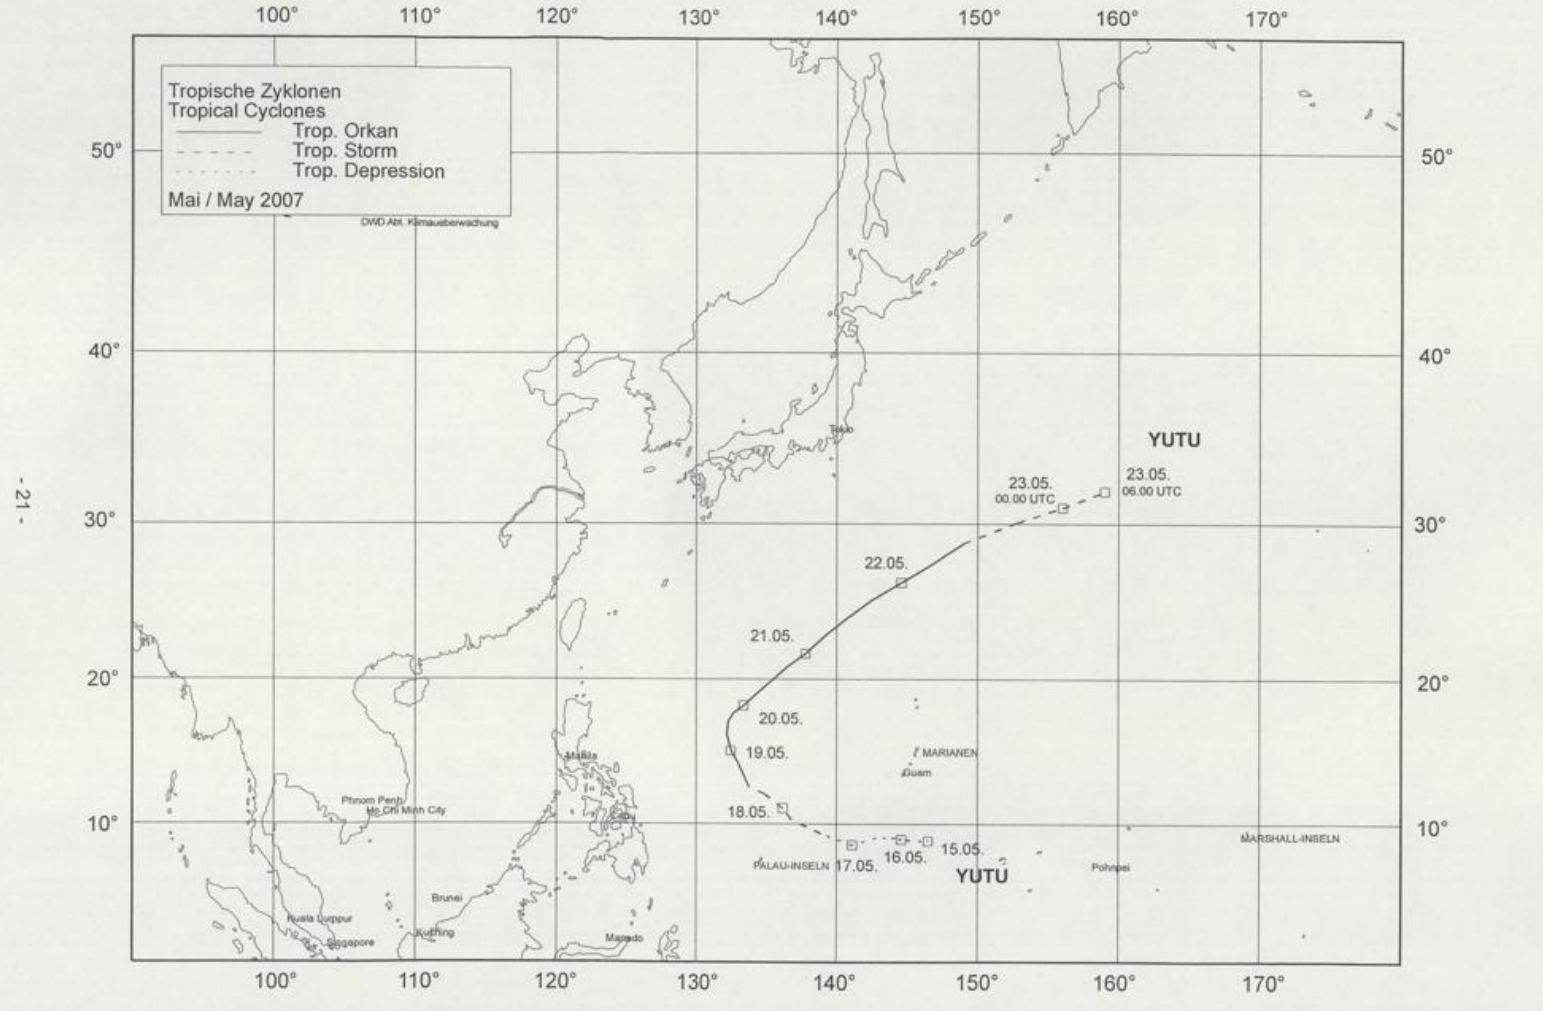 100° 110° 120° 130° 140° 150° 160° 170°
Tropische Zyklonen
Tropical Cyclones
Trop. Orkan
Trop. Storm
Trop. Depression
Mai / May 2007
DWD Abt. Klimaueberwachung
50° 50°
40° 40°
Tokio
YUTU
23.05.
00.00 UTC
23.05.
06.00 UTC
- 21 -
30° 30°
22.05.
21.05.
20° 20°
20.05.
19.05.
MARIANEN
Guam
Manila
Phnom Penh
Ho Chi Minh City
18.05.
Cebu
10° 10°
MARSHALL-INSELN
15.05.
16.05.
17.05.
PALAU-INSELN
Pohnpei
YUTU
Brunei
Kuala Lumpur
Kuching
Singapore
Manado
100° 110° 120° 130° 140° 150° 160° 170°